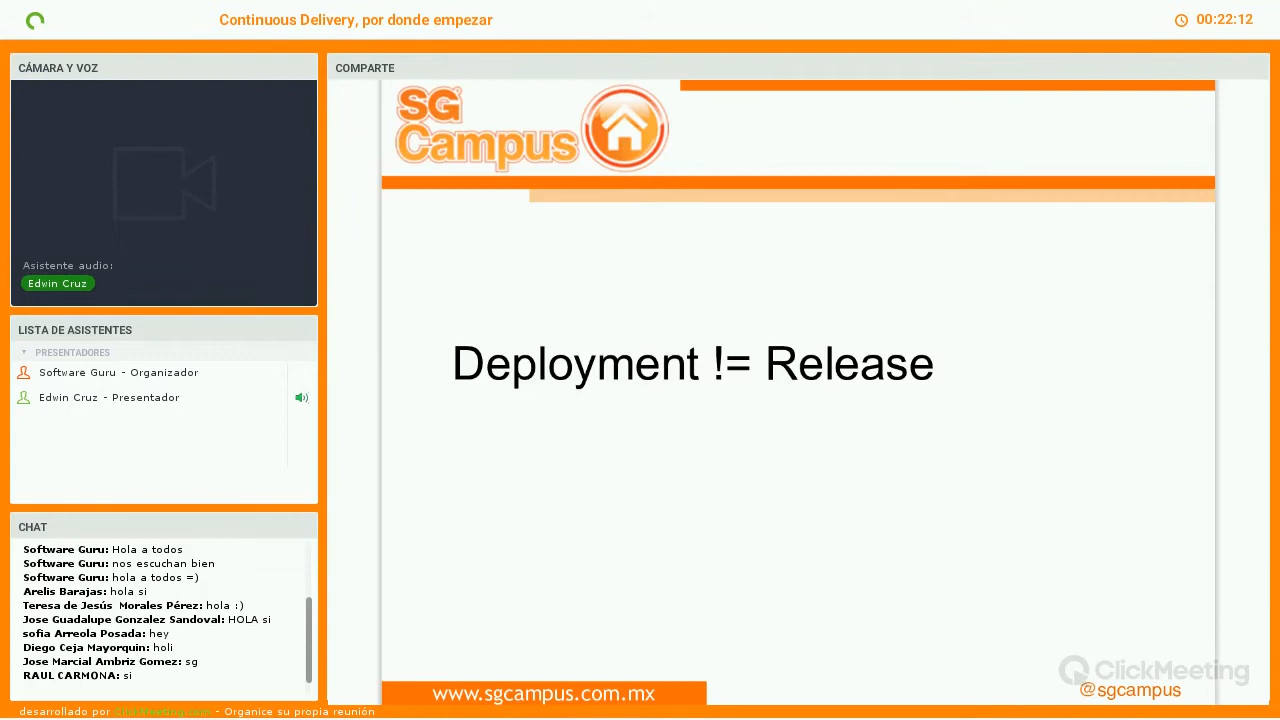 Continuous Delivery, por donde empezar
00:22:12
CÁMARA Y VOZ
Asistente audio:
Edwin Cruz
LISTA DE ASISTENTES
PRESENTADORES
Software Guru - Organizador
Edwin Cruz - Presentador
CHAT
Software Guru: Hola a todos
Software Guru: nos escuchan bien
Software Guru: hola a todos =)
Arelis Barajas: hola si
Teresa de Jesús Morales Pérez: hola :)
Jose Guadalupe Gonzalez Sandoval: HOLA si
sofia Arreola Posada: hey
Diego Ceja Mayorquin: holi
Jose Marcial Ambriz Gomez: sg
RAUL CARMONA: si
desarrollado por ClickMeeting.com - Organice su propia reunión
COMPARTE
SG
Campus
Deployment != Release
www.sgcampus.com.mx
ClickMeeting
@sgcampus